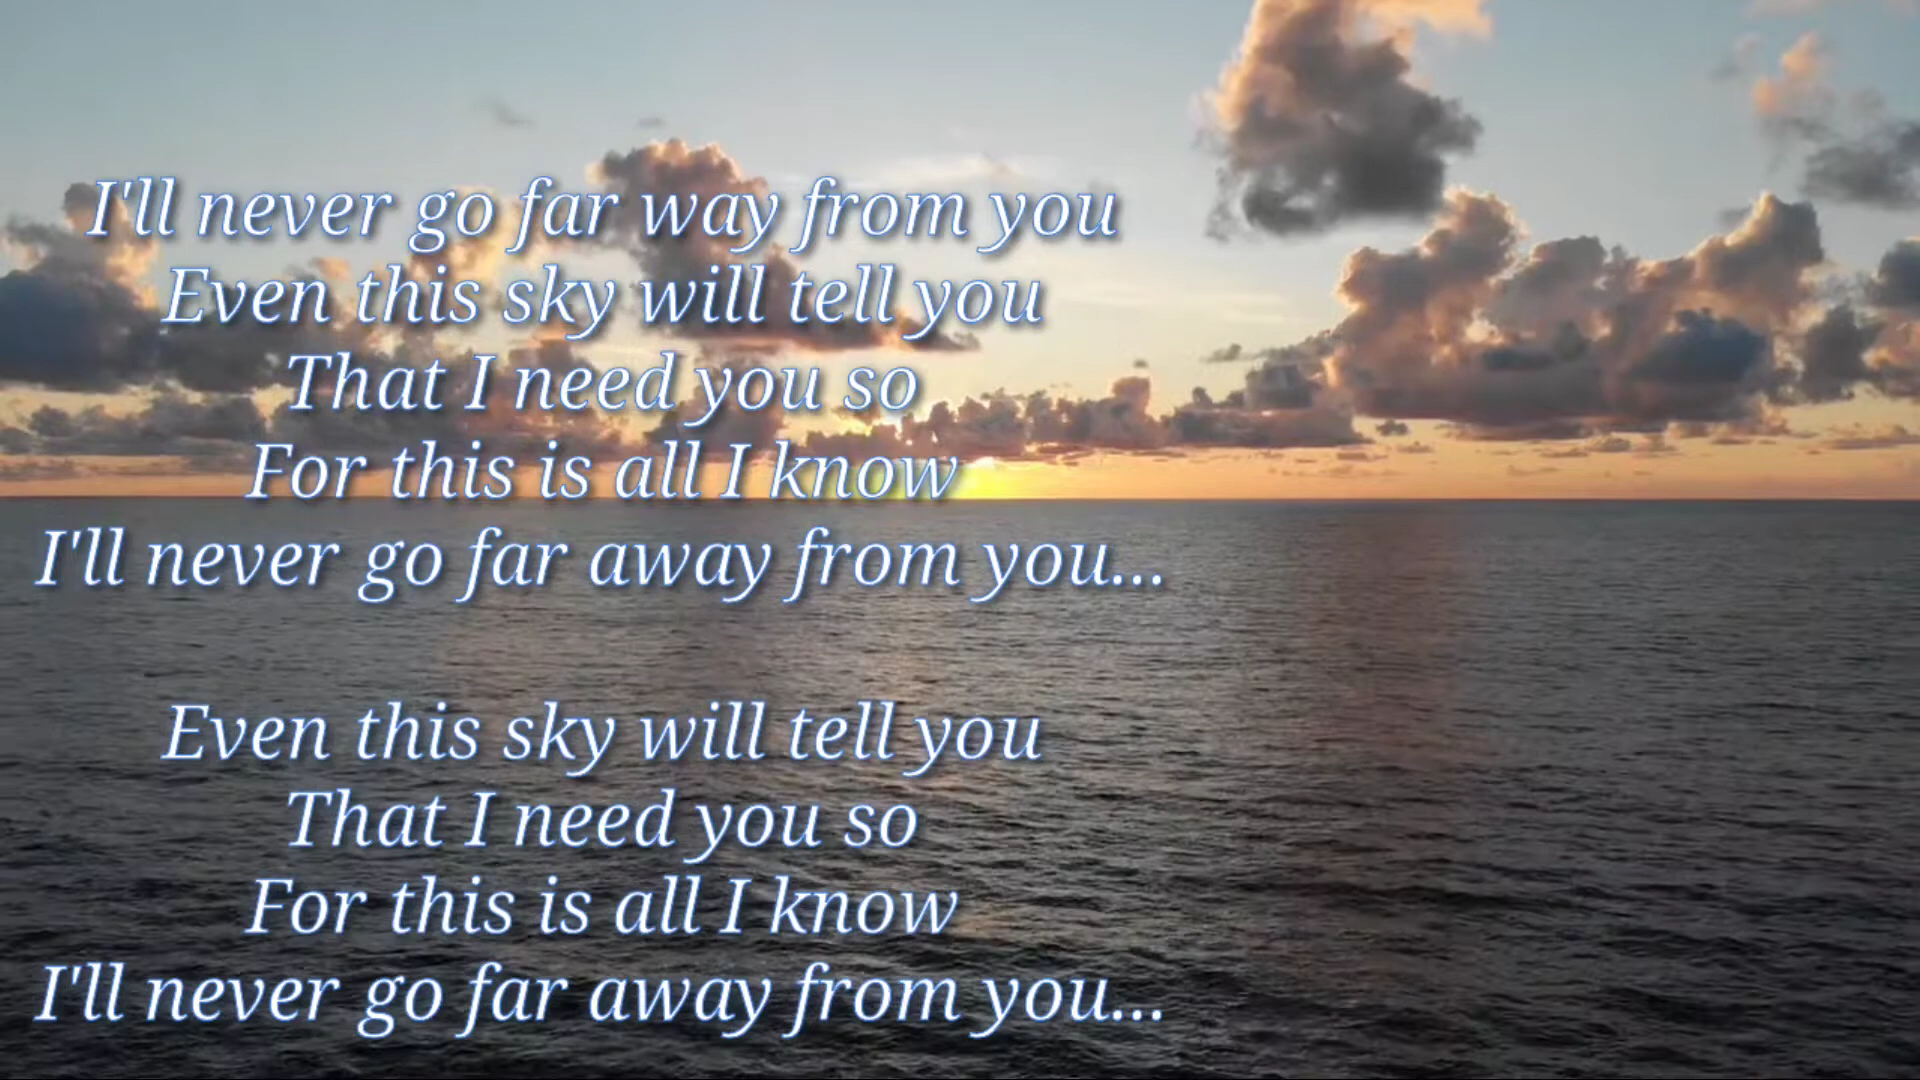 I'll never go far way from you
Even this sky will tell you
That I need you so
For this is all I know
I'll never go far away from you...
Even this sky will tell you
That I need you so
For this is all I know
I'll never go far away from you...